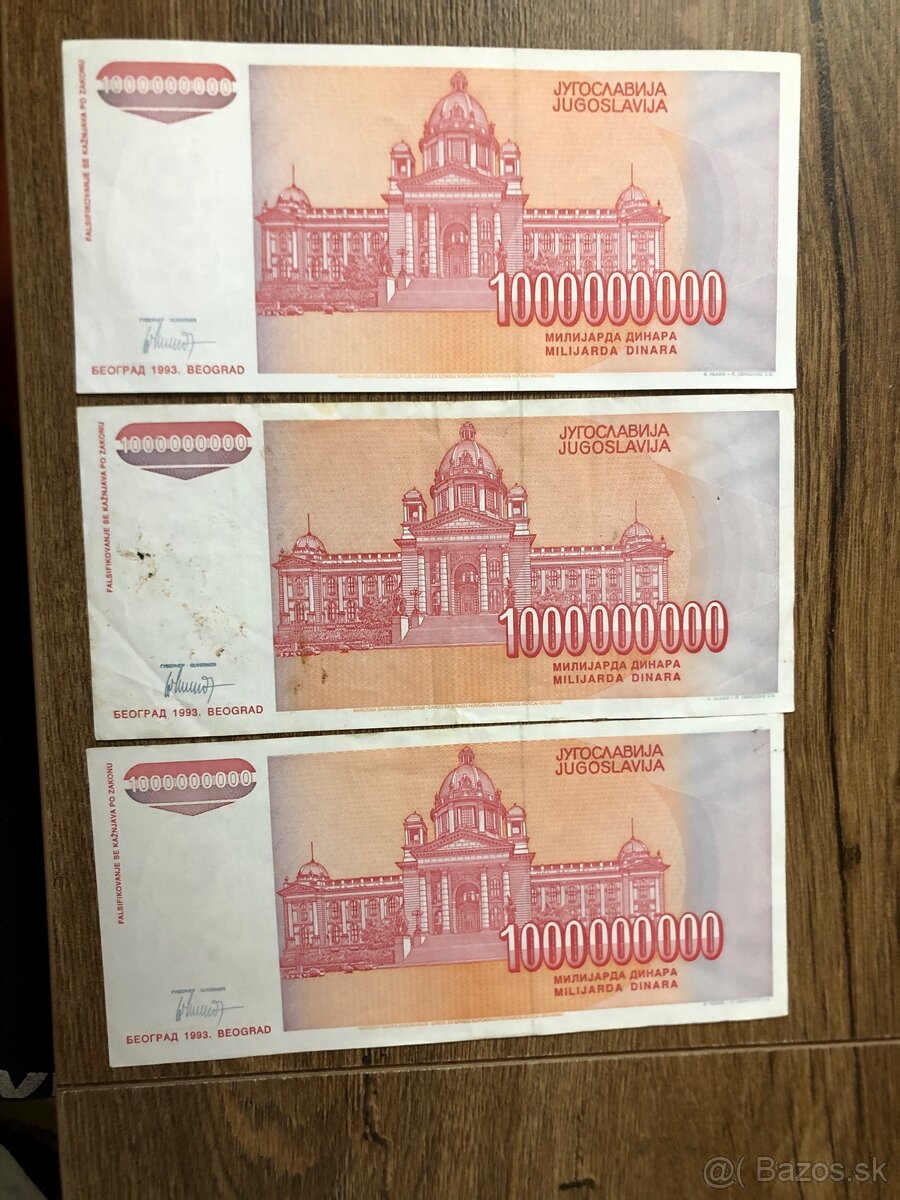 1000000000
FALSIFIKOVANJE SE KAŽNJAVA PO ZAKONU
ЈУГОСЛАВИЈА
JUGOSLAVIJA
1000000000
МИЛИЈАРДА ДИНАРА
MILIJARDA DINARA
ГУВЕРНЕР GUVERNER
БЕОГРАД 1993. BEOGRAD
1000000000
FALSIFIKOVANJE SE KAŽNJAVA PO ZAKONU
ЈУГОСЛАВИЈА
JUGOSLAVIJA
1000000000
МИЛИЈАРДА ДИНАРА
MILIJARDA DINARA
ГУВЕРНЕР GUVERNER
БЕОГРАД 1993. BEOGRAD
1000000000
FALSIFIKOVANJE SE KAŽNJAVA PO ZAKONU
ЈУГОСЛАВИЈА
JUGOSLAVIJA
1000000000
МИЛИЈАРДА ДИНАРА
MILIJARDA DINARA
ГУВЕРНЕР GUVERNER
БЕОГРАД 1993. BEOGRAD
@( Bazos.sk